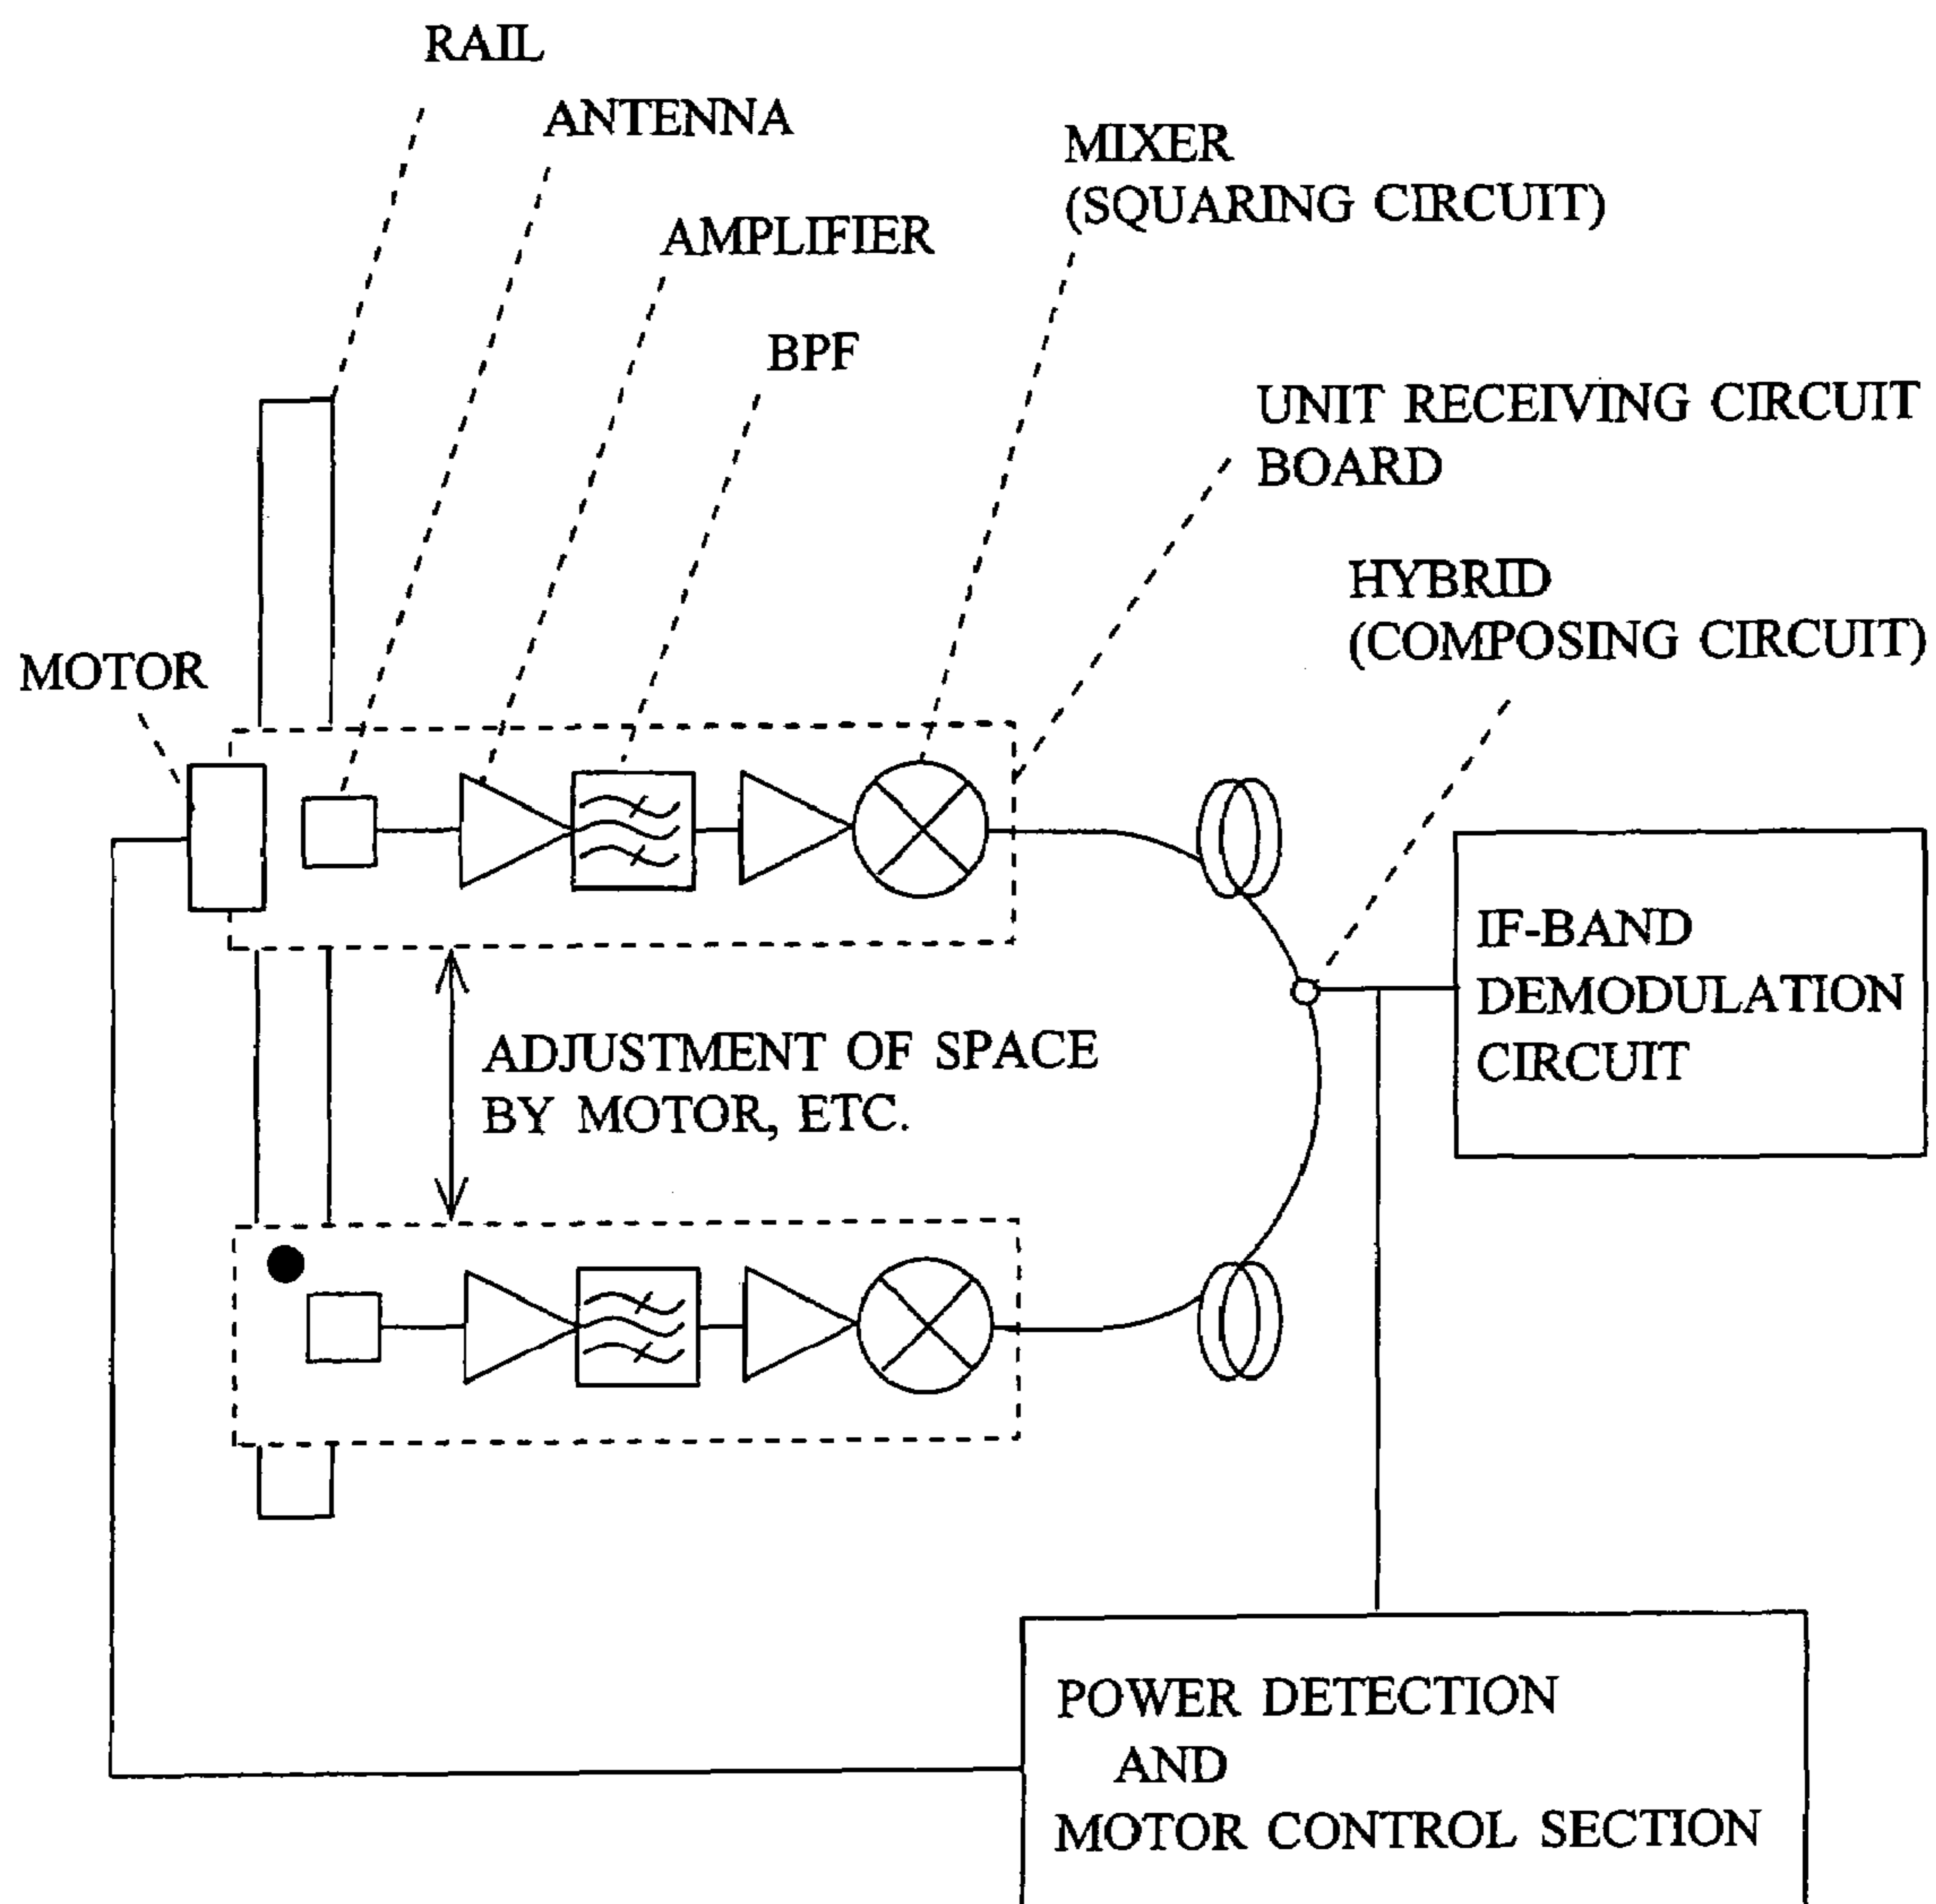 RAIL
ANTENNA
MIXER
(SQUARING CIRCUIT)
AMPLIFIER
BPF
UNIT RECEIVING CIRCUIT
BOARD
HYBRID
(COMPOSING CIRCUIT)
MOTOR
IF-BAND
DEMODULATION
CIRCUIT
ADJUSTMENT OF SPACE
BY MOTOR, ETC.
POWER DETECTION
AND
MOTOR CONTROL SECTION